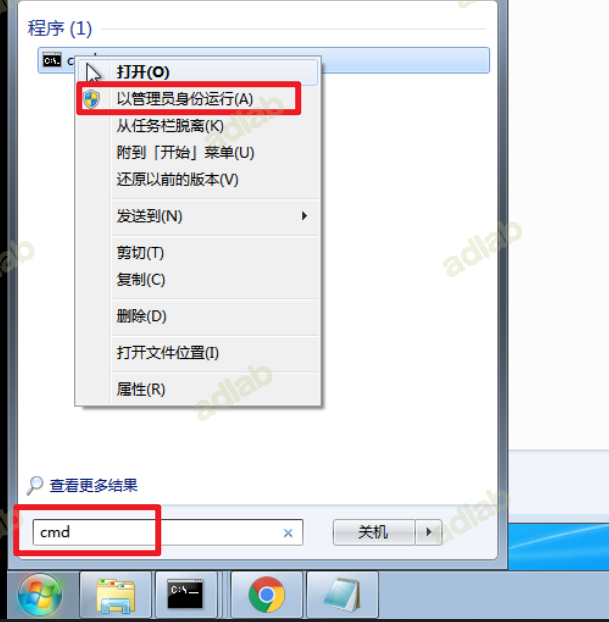 程序 (1)
打开(O)
以管理员身份运行(A)
从任务栏脱离(K)
附到「开始」菜单(U)
还原以前的版本(V)
发送到(N)
剪切(T)
复制(C)
删除(D)
打开文件位置(I)
属性(R)
查看更多结果
cmd
关机
C:\_
adlab
adlab
adlab
adlab
adlab